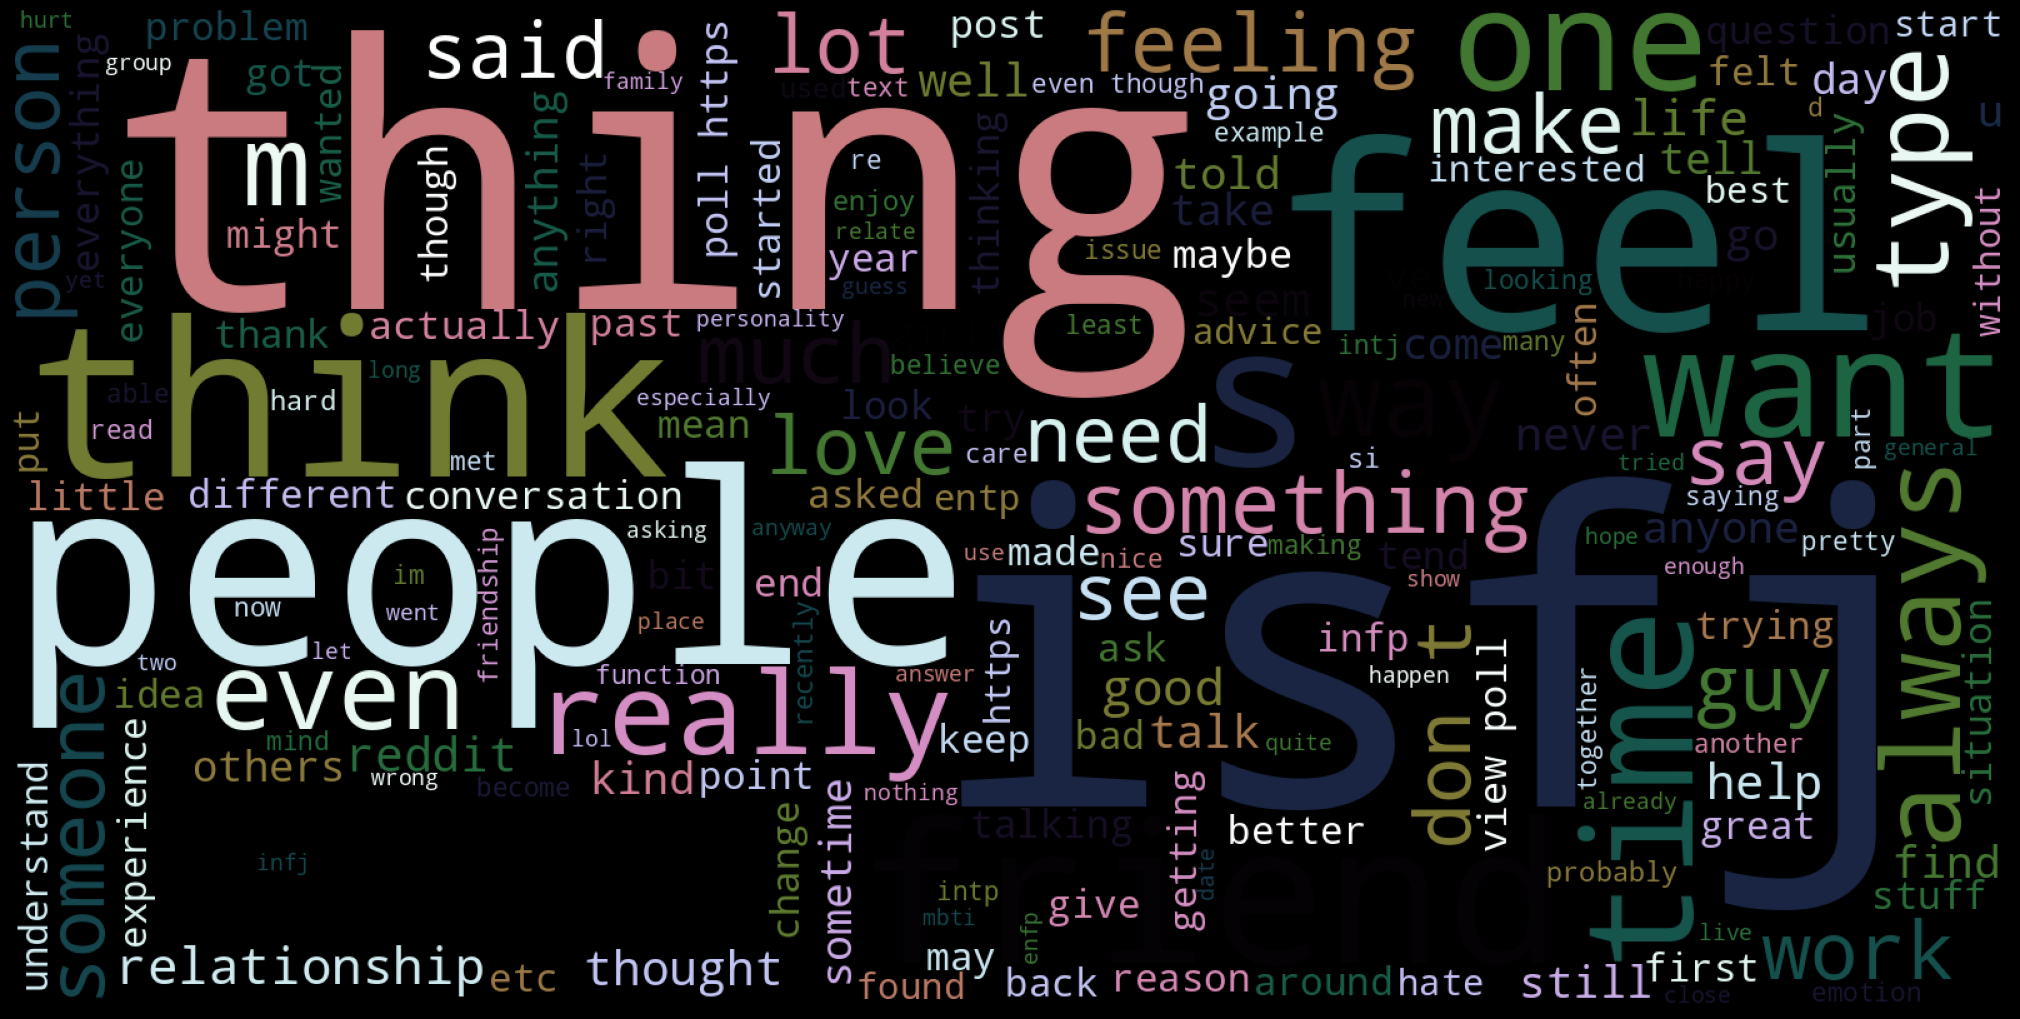 hurt
problem
said
lot
post
feeling
one
question
start
person
everything
group
got
wanted
family
poll https
used
text
well
even though
going
felt
day
type
thing
m
though
anything
right
started
re
example
make
life
d
u
everyone
might
enjoy
relate
year
guess
thinking
told
take
issue
maybe
interested
tell
best
go
usually
without
yet
feel
looking
new
happy
seem
ve
thank
actually
past
personality
least
advice
intj
come
many
often
job
think
long
much
believe
s
way
want
able
hard
especially
look
try
put
read
mean
love
care
need
never
say
part
general
met
si
tried
little
different
conversation
asked
entp
something
saying
always
people
friendship
asking
anyway
use
made
nice
sure
making
tend
hope
anyone
pretty
im
bit
end
see
show
enough
now
went
place
recently
isfj
situation
two
let
function
answer
https
ask
infp
don t
view poll
time
trying
someone
idea
even
really
good
happen
together
guy
experience
mind
reddit
lol
keep
bad
talk
quite
another
understand
others
wrong
become
kind
point
nothing
getting
help
change
sometime
talking
better
already
great
friend
infj
date
probably
find
intp
mbti
give
enfp
stuff
relationship
etc
thought
may
live
work
found
back
reason
around
hate
still
first
close
emotion